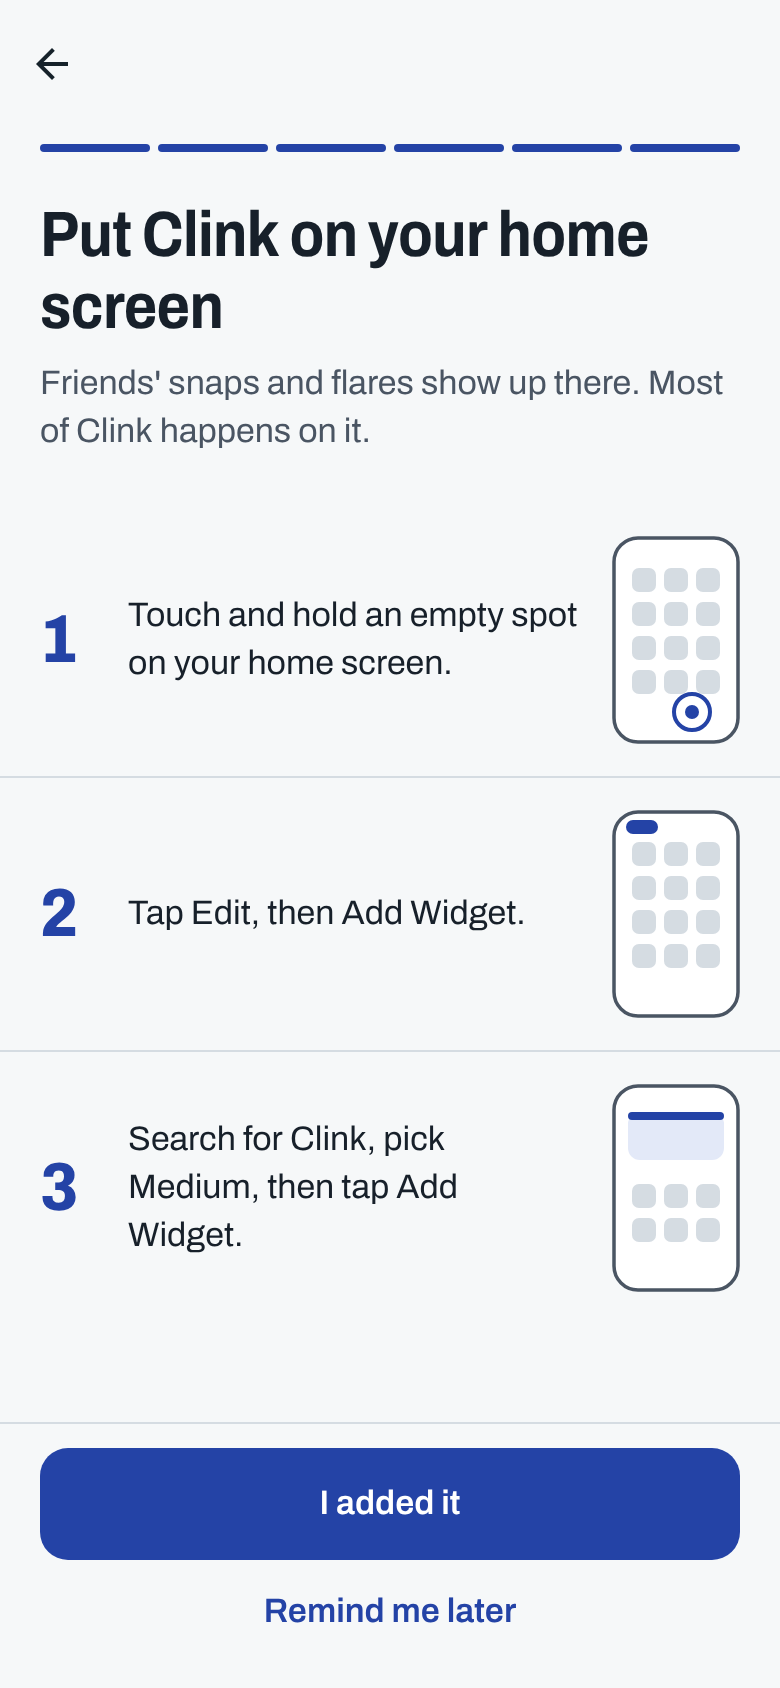 Put Clink on your home
screen
Friends' snaps and flares show up there. Most
of Clink happens on it.
1
Touch and hold an empty spot
on your home screen.
2
Tap Edit, then Add Widget.
3
Search for Clink, pick
Medium, then tap Add
Widget.
I added it
Remind me later